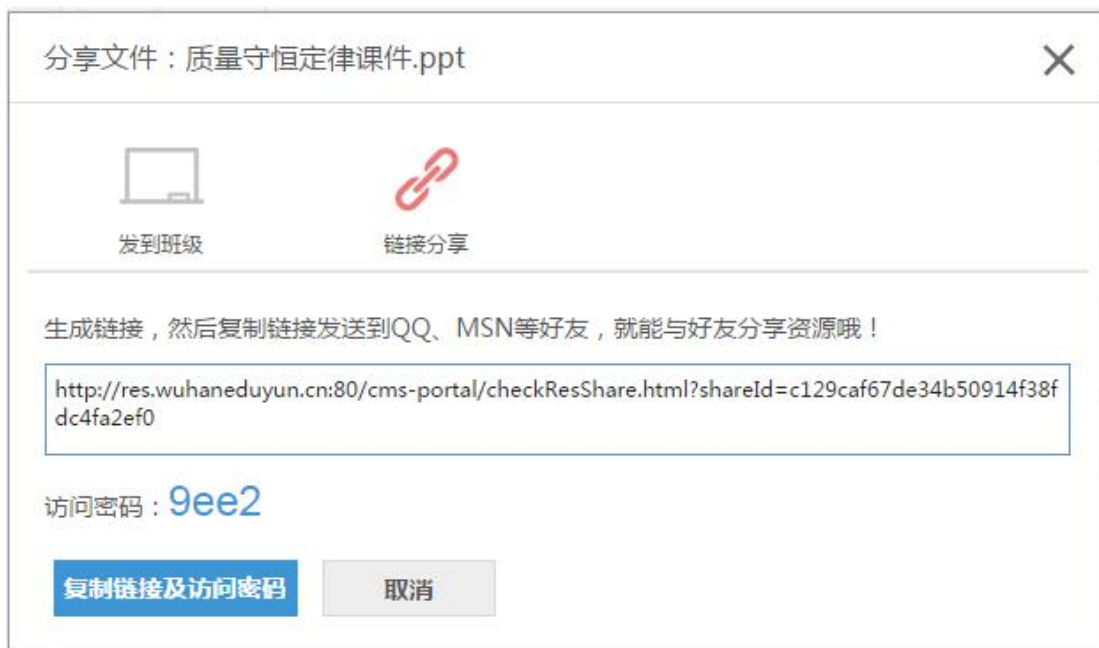 分享文件：质量守恒定律课件.ppt
发到班级
链接分享
生成链接，然后复制链接发送到QQ、MSN等好友，就能与好友分享资源哦！
http://res.wuhaneduyun.cn:80/cms-portal/checkResShare.html?shareId=c129caf67de34b50914f38f
dc4fa2ef0
访问密码：9ee2
复制链接及访问密码
取消